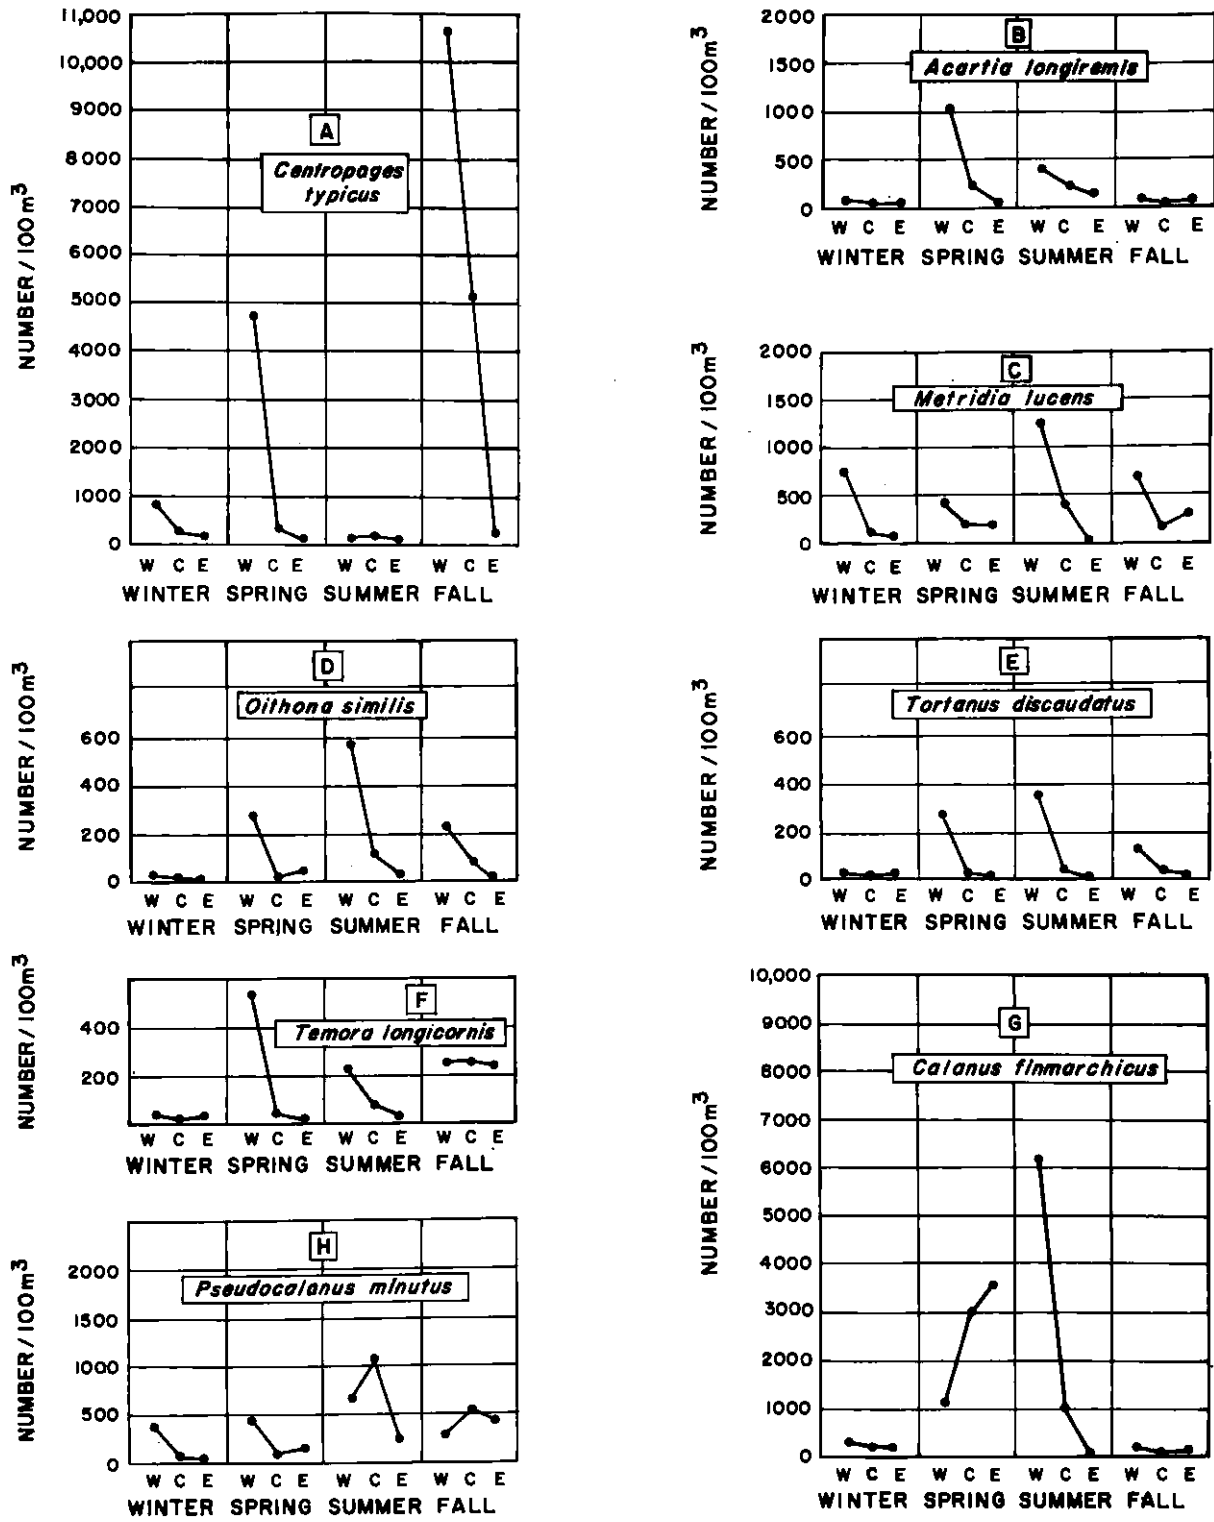 11,000
10,000
9000
8000
7000
6000
5000
4000
3000
2000
1000
0
NUMBER/100m³
A
Centropages
typicus
W C E W C E W C E W C E
WINTER SPRING SUMMER FALL
2000
1500
1000
500
0
NUMBER/100m³
B
Acartia longiremis
W C E W C E W C E W C E
WINTER SPRING SUMMER FALL
2000
1500
1000
500
0
NUMBER/100m³
C
Metridia lucens
W C E W C E W C E W C E
WINTER SPRING SUMMER FALL
600
400
200
0
NUMBER/100m³
D
Oithona similis
W C E W C E W C E W C E
WINTER SPRING SUMMER FALL
600
400
200
0
NUMBER/100m³
E
Tortanus discaudatus
W C E W C E W C E W C E
WINTER SPRING SUMMER FALL
400
200
NUMBER/100m³
F
Temora longicornis
W C E W C E W C E W C E
WINTER SPRING SUMMER FALL
10,000
9000
8000
7000
6000
5000
4000
3000
2000
1000
0
NUMBER/100m³
G
Calanus finmarchicus
W C E W C E W C E W C E
WINTER SPRING SUMMER FALL
2000
1500
1000
500
0
NUMBER/100m³
H
Pseudocalanus minutus
W C E W C E W C E W C E
WINTER SPRING SUMMER FALL